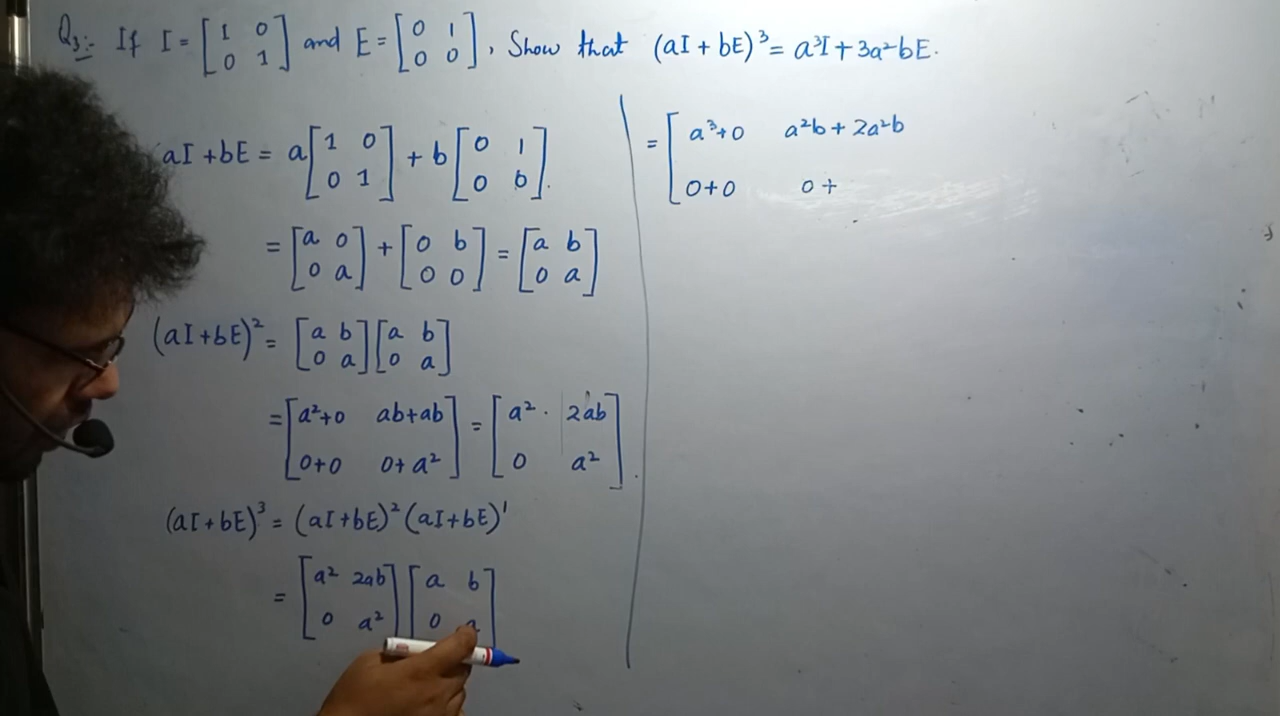 Q3:- If I = [1 0 0 1] and E = [0 1 0 0], Show that (aI + bE)³ = a³I + 3a²bE.
aI + bE = a[1 0 0 1] + b[0 1 0 0].
= [a 0 0 a] + [0 b 0 0] = [a b 0 a]
(aI + bE)² = [a b 0 a][a b 0 a]
= [a²+0 ab+ab 0+0 0+a²] = [a² · 2ab 0 a²].
(aI + bE)³ = (aI + bE)² (aI + bE)¹
= [a² 2ab 0 a²][a b 0 a]
= [a³+0 a²b + 2a²b
0+0 0+